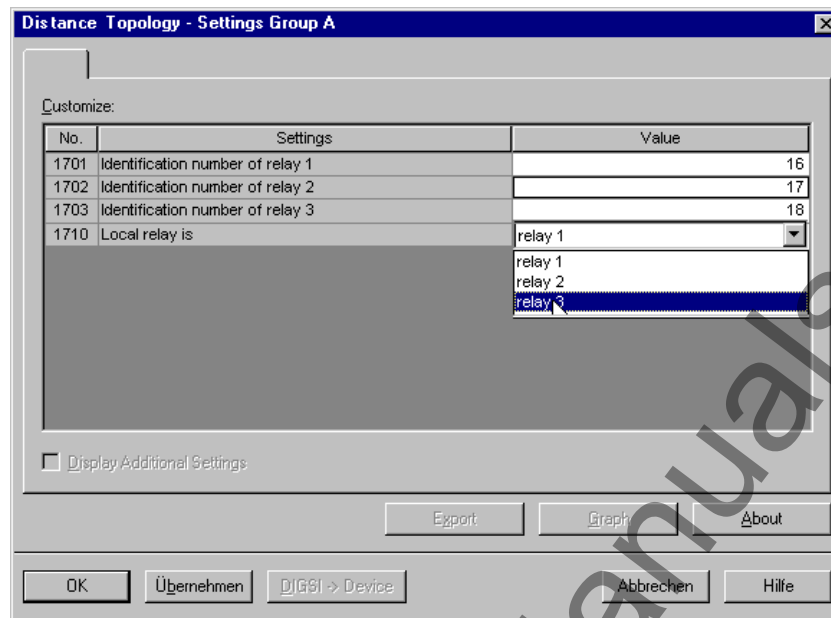 Distance Topology - Settings Group A
Customize:
No. Settings Value
1701 Identification number of relay 1 16
1702 Identification number of relay 2 17
1703 Identification number of relay 3 18
1710 Local relay is relay 1
relay 1
relay 2
relay 3
Display Additional Settings
Export Graph About
OK Übernehmen DIGSI -> Device Abbrechen Hilfe
manuals